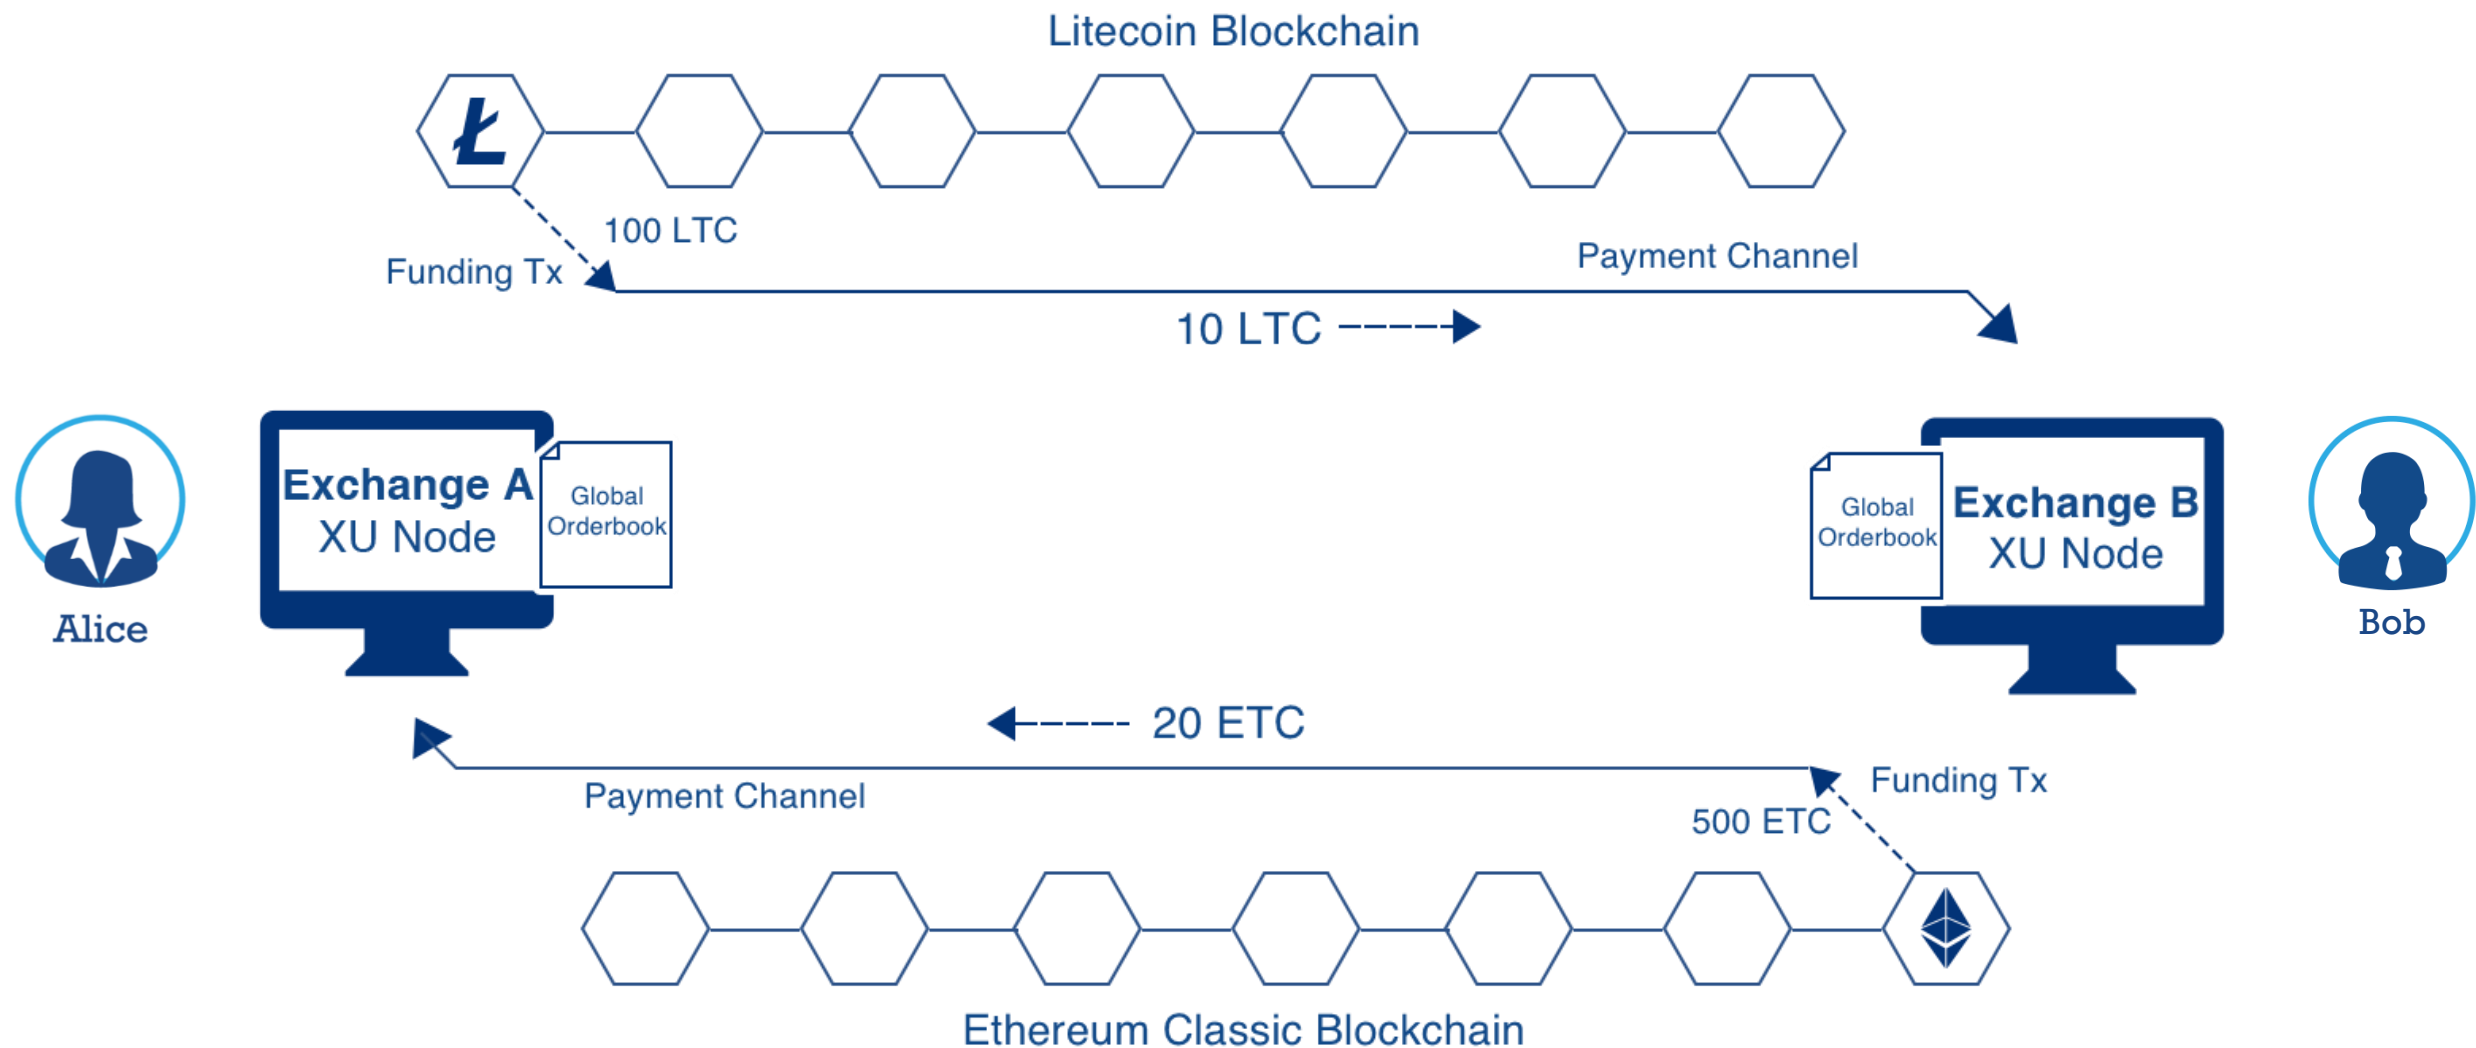 Litecoin Blockchain
100 LTC
Funding Tx
Payment Channel
10 LTC
Alice
Exchange A
XU Node
Global
Orderbook
Global
Orderbook
Exchange B
XU Node
Bob
20 ETC
Payment Channel
Funding Tx
500 ETC
Ethereum Classic Blockchain